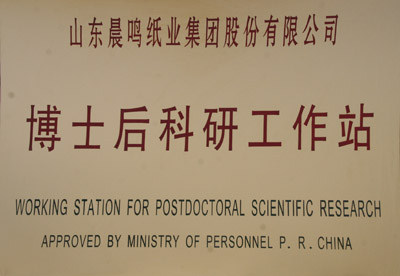 山东晨鸣纸业集团股份有限公司
博士后科研工作站
WORKING STATION FOR POSTDOCTORAL SCIENTIFIC RESEARCH
APPROVED BY MINISTRY OF PERSONNEL P. R. CHINA